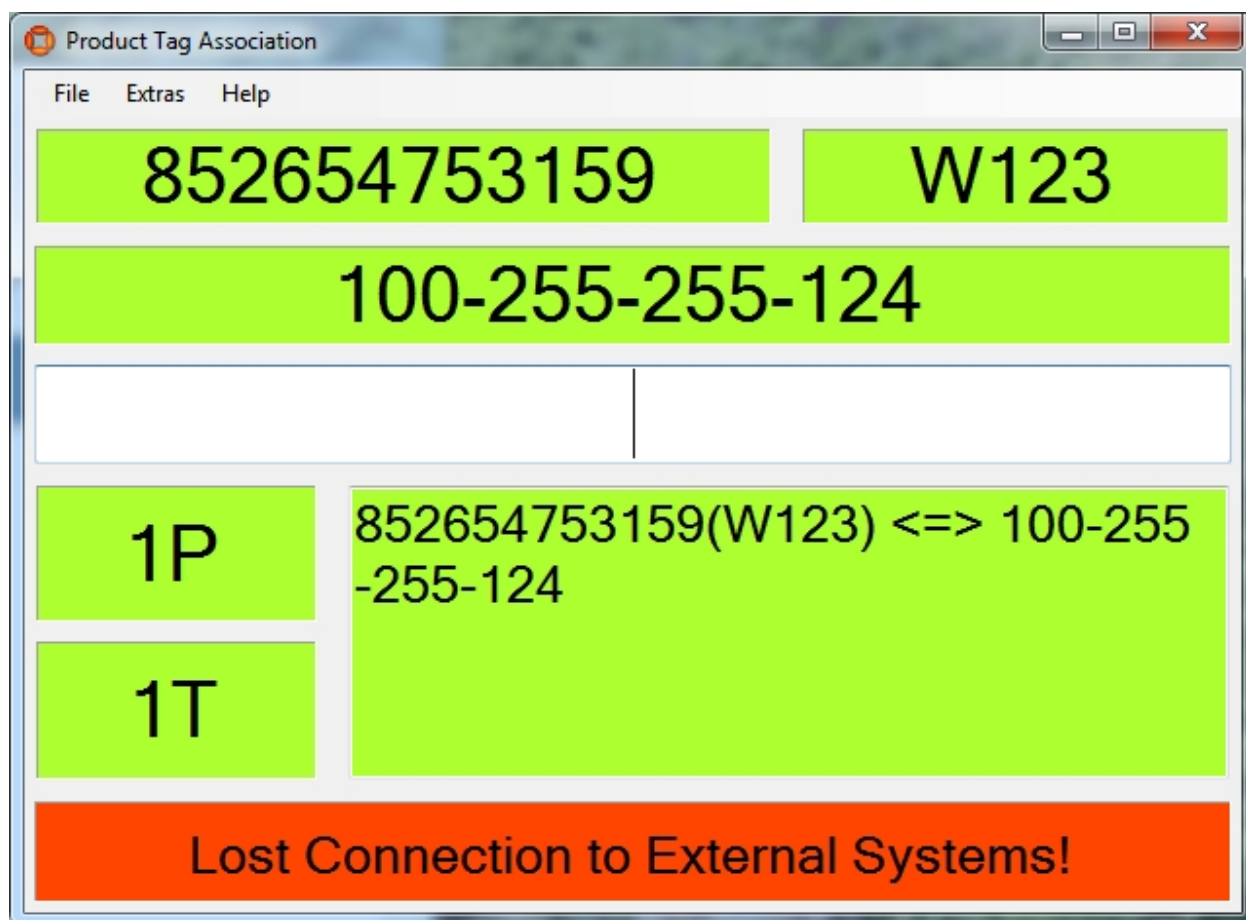 Product Tag Association
File Extras Help
852654753159 W123
100-255-255-124
1P
852654753159(W123) <=> 100-255
-255-124
1T
Lost Connection to External Systems!